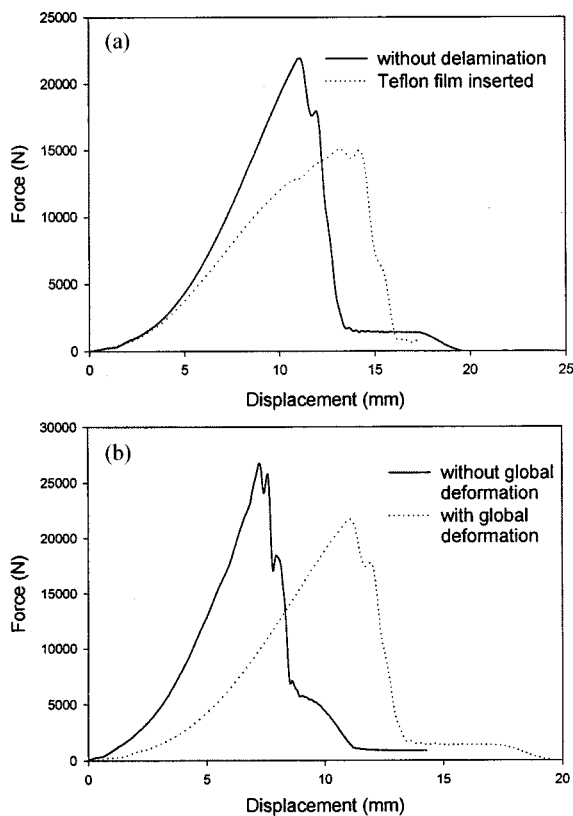 (a)
without delamination
Teflon film inserted
25000
20000
15000
10000
5000
0
Force (N)
0 5 10 15 20 25
Displacement (mm)
(b)
without global
deformation
with global
deformation
30000
25000
20000
15000
10000
5000
0
Force (N)
0 5 10 15 20
Displacement (mm)